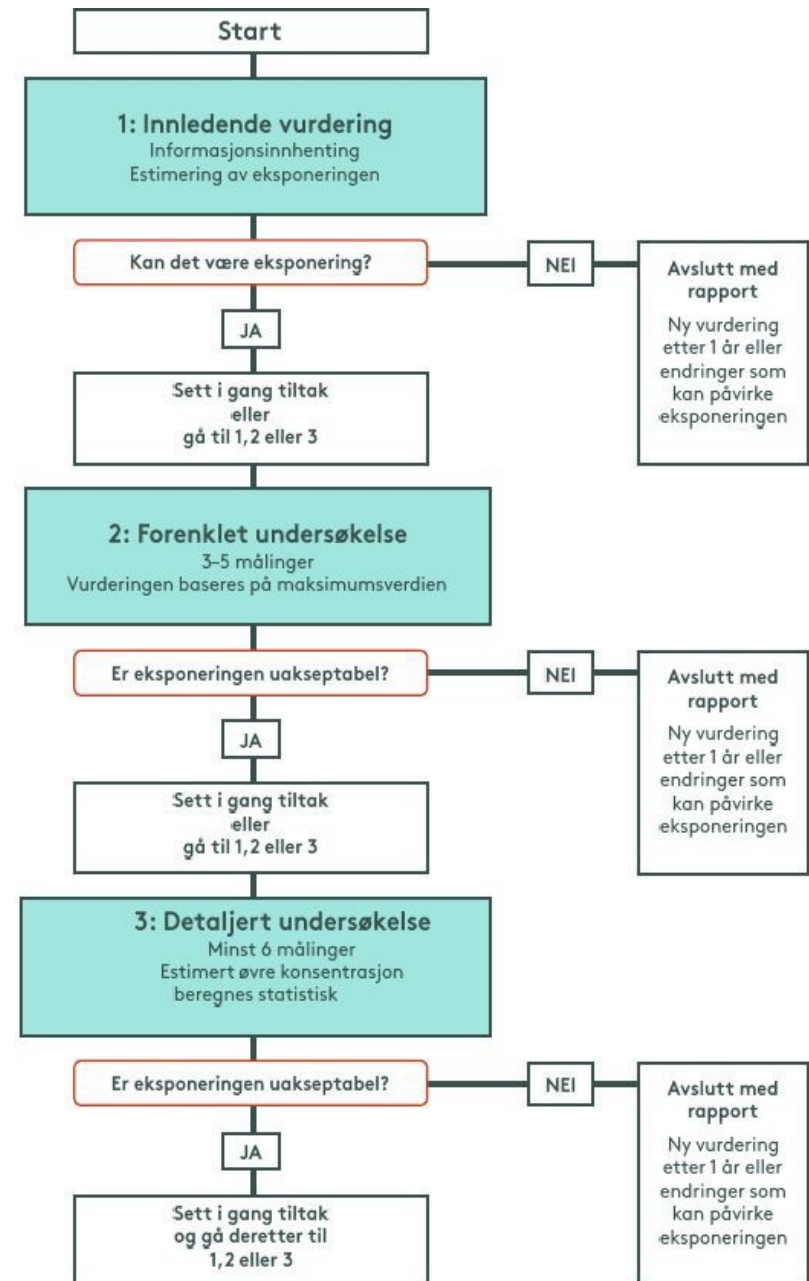 Start
1: Innledende vurdering
Informasjonsinnhenting
Estimering av eksponeringen
Kan det være eksponering?
NEI
Avslutt med
rapport
Ny vurdering
etter 1 år eller
endringer som
kan påvirke
eksponeringen
JA
Sett i gang tiltak
eller
gå til 1,2 eller 3
2: Forenklet undersøkelse
3–5 målinger
Vurderingen baseres på maksimumsverdien
Er eksponeringen uakseptabel?
NEI
Avslutt med
rapport
Ny vurdering
etter 1 år eller
endringer som
kan påvirke
eksponeringen
JA
Sett i gang tiltak
eller
gå til 1,2 eller 3
3: Detaljert undersøkelse
Minst 6 målinger
Estimert øvre konsentrasjon
beregnes statistisk
Er eksponeringen uakseptabel?
NEI
Avslutt med
rapport
Ny vurdering
etter 1 år eller
endringer som
kan påvirke
eksponeringen
JA
Sett i gang tiltak
og gå deretter til
1,2 eller 3